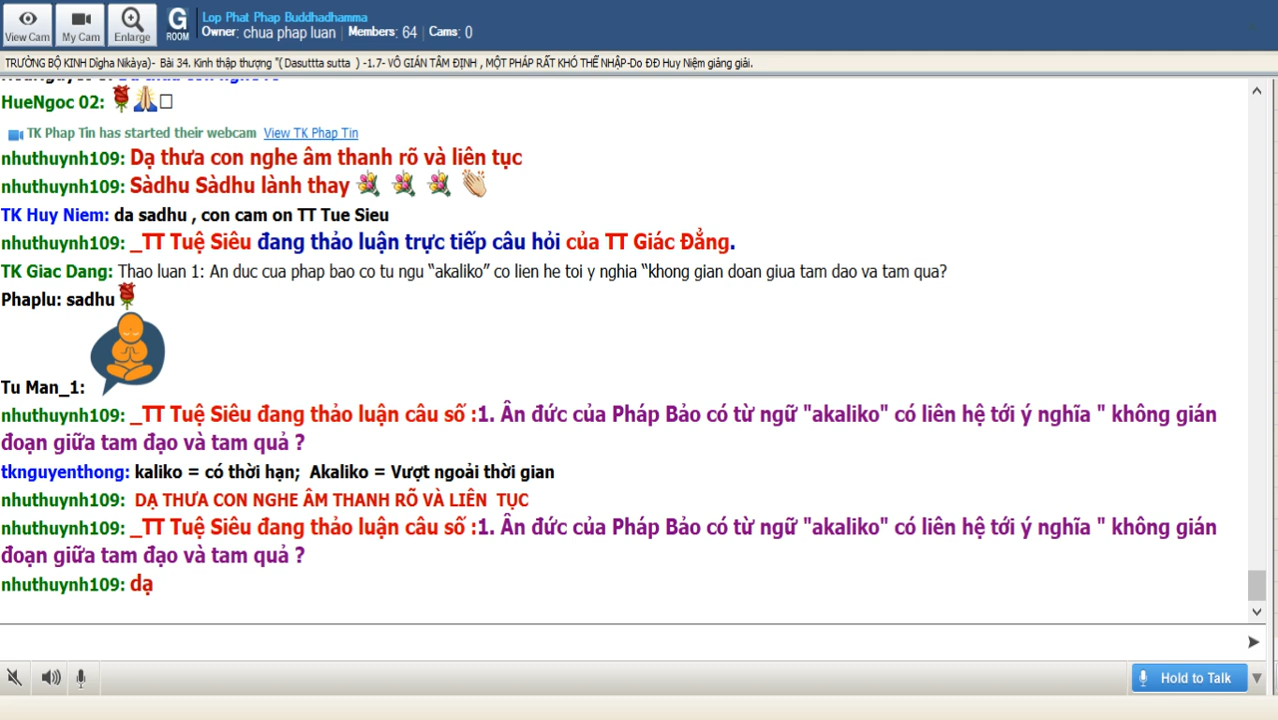 Lop Phat Phap Buddhadhamma
Owner: chua phap luan | Members: 64 | Cams: 0
View Cam
My Cam
Enlarge
G
ROOM
TRƯỜNG BỘ KINH Dìgha Nikàya)- Bài 34. Kinh thập thượng "( Dasuttta sutta ) -1.7- VÔ GIÁN TÂM ĐỊNH , MỘT PHÁP RẤT KHÓ THỂ NHẬP-Do ĐĐ Huy Niệm giảng giải.
HueNgoc 02:
TK Phap Tin has started their webcam View TK Phap Tin
nhuthuynh109: Dạ thưa con nghe âm thanh rõ và liên tục
nhuthuynh109: Sàdhu Sàdhu lành thay
TK Huy Niem: da sadhu , con cam on TT Tue Sieu
nhuthuynh109: _TT Tuệ Siêu đang thảo luận trực tiếp câu hỏi của TT Giác Đẳng.
TK Giac Dang: Thao luan 1: An duc cua phap bao co tu ngu “akaliko” co lien he toi y nghia “khong gian doan giua tam dao va tam qua?
Phaplu: sadhu
Tu Man_1:
nhuthuynh109: _TT Tuệ Siêu đang thảo luận câu số :1. Ân đức của Pháp Bảo có từ ngữ "akaliko" có liên hệ tới ý nghĩa " không gián
đoạn giữa tam đạo và tam quả ?
tknguyenthong: kaliko = có thời hạn; Akaliko = Vượt ngoài thời gian
nhuthuynh109: DẠ THƯA CON NGHE ÂM THANH RÕ VÀ LIÊN TỤC
nhuthuynh109: _TT Tuệ Siêu đang thảo luận câu số :1. Ân đức của Pháp Bảo có từ ngữ "akaliko" có liên hệ tới ý nghĩa " không gián
đoạn giữa tam đạo và tam quả ?
nhuthuynh109: dạ
Hold to Talk